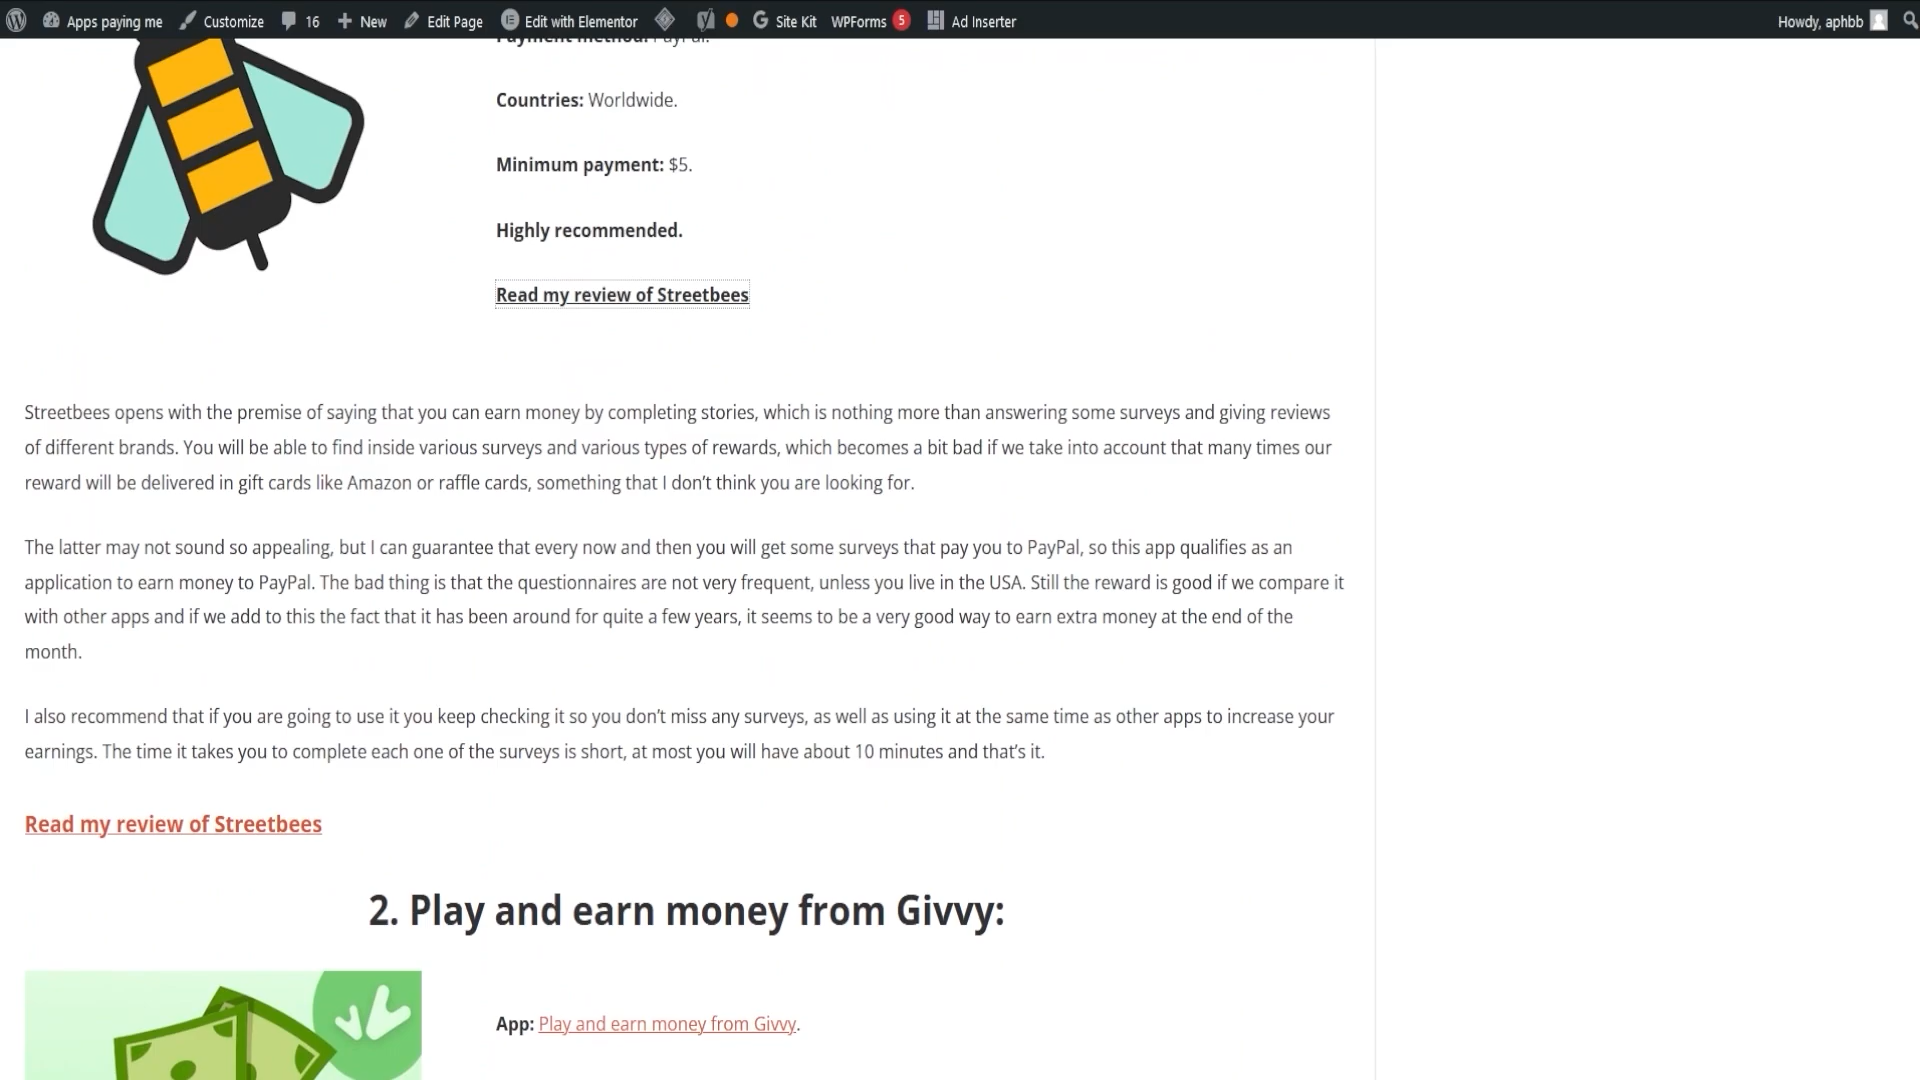 Apps paying me Customize 16 New Edit Page Edit with Elementor Site Kit WPForms 5 Ad Inserter Howdy, aphbb
Payment method: PayPal.
Countries: Worldwide.
Minimum payment: $5.
Highly recommended.
Read my review of Streetbees
Streetbees opens with the premise of saying that you can earn money by completing stories, which is nothing more than answering some surveys and giving reviews
of different brands. You will be able to find inside various surveys and various types of rewards, which becomes a bit bad if we take into account that many times our
reward will be delivered in gift cards like Amazon or raffle cards, something that I don’t think you are looking for.
The latter may not sound so appealing, but I can guarantee that every now and then you will get some surveys that pay you to PayPal, so this app qualifies as an
application to earn money to PayPal. The bad thing is that the questionnaires are not very frequent, unless you live in the USA. Still the reward is good if we compare it
with other apps and if we add to this the fact that it has been around for quite a few years, it seems to be a very good way to earn extra money at the end of the
month.
I also recommend that if you are going to use it you keep checking it so you don’t miss any surveys, as well as using it at the same time as other apps to increase your
earnings. The time it takes you to complete each one of the surveys is short, at most you will have about 10 minutes and that’s it.
Read my review of Streetbees
2. Play and earn money from Givvy:
App: Play and earn money from Givvy.